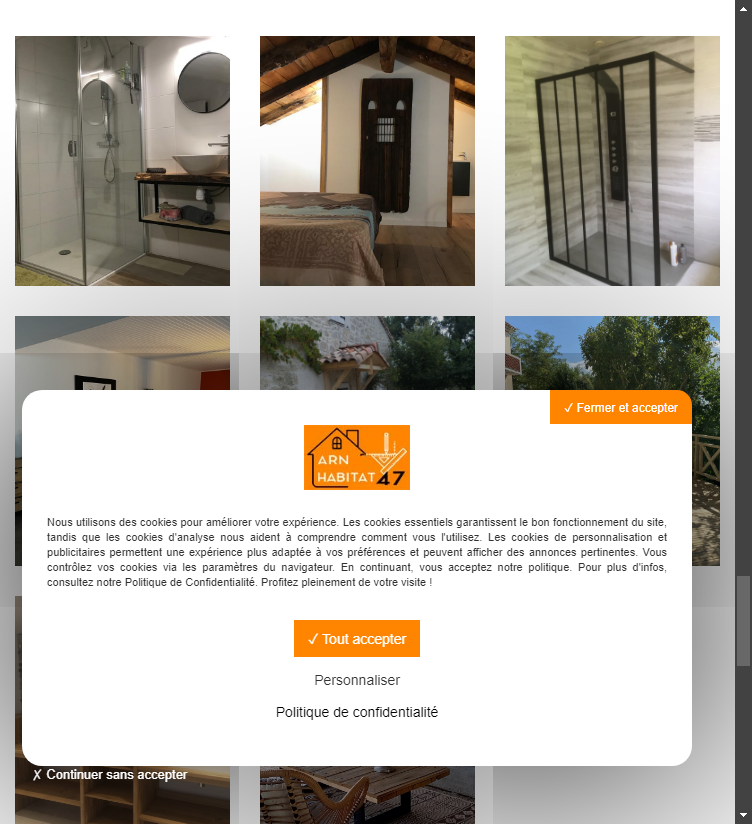 ✓ Fermer et accepter
ARN
HABITAT 47
Nous utilisons des cookies pour améliorer votre expérience. Les cookies essentiels garantissent le bon fonctionnement du site,
tandis que les cookies d'analyse nous aident à comprendre comment vous l'utilisez. Les cookies de personnalisation et
publicitaires permettent une expérience plus adaptée à vos préférences et peuvent afficher des annonces pertinentes. Vous
contrôlez vos cookies via les paramètres du navigateur. En continuant, vous acceptez notre politique. Pour plus d'infos,
consultez notre Politique de Confidentialité. Profitez pleinement de votre visite !
✓ Tout accepter
Personnaliser
Politique de confidentialité
✗ Continuer sans accepter